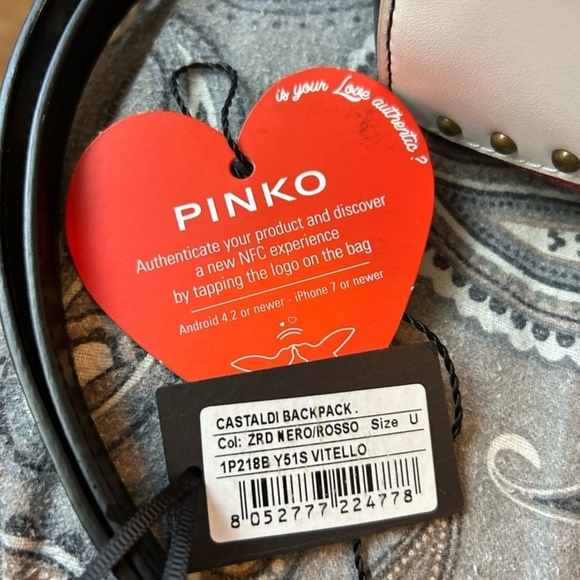 is your Love authentic?
PINKO
Authenticate your product and discover
a new NFC experience
by tapping the logo on the bag
Android 4.2 or newer - iPhone 7 or newer
CASTALDI BACKPACK.
Col: ZRD NERO/ROSSO Size U
1P218B Y51S VITELLO
8 052777 224778